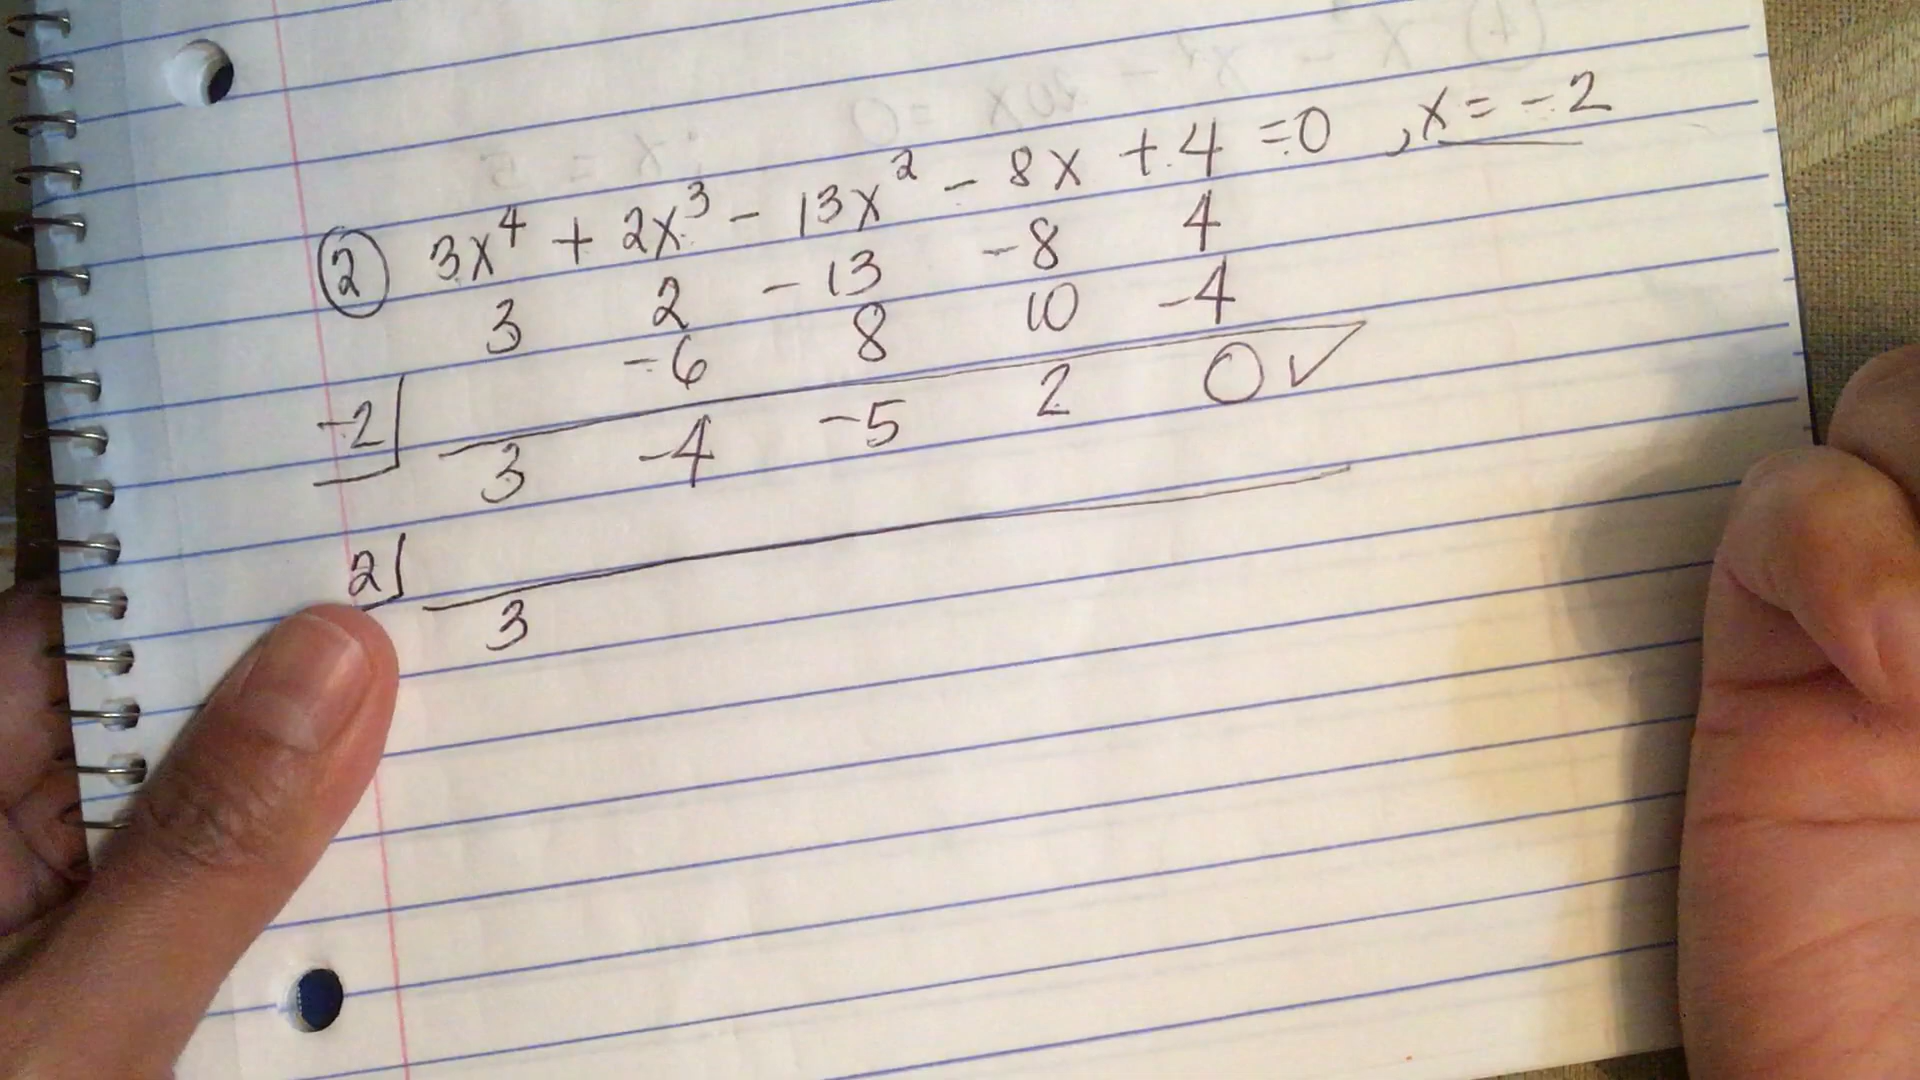 ② 3x⁴ + 2x³ - 13x² - 8x + 4 = 0 , x = -2
3 2 -13 -8 4
-2 -6 8 10 -4
3 -4 -5 2 0 ✓
2
3